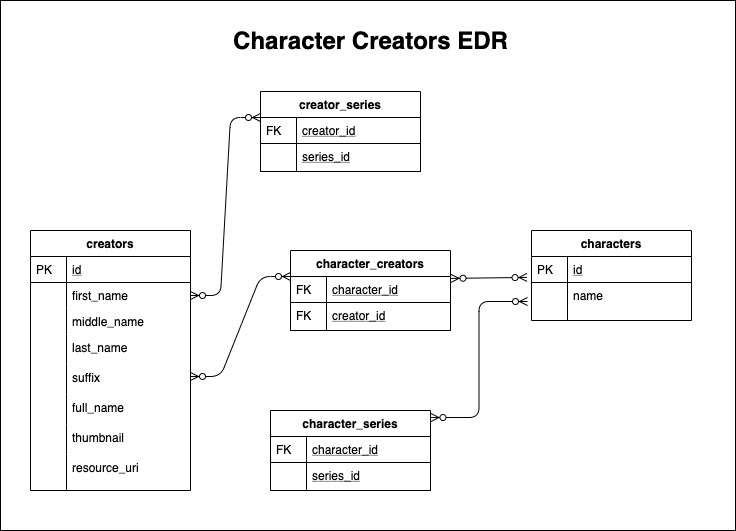 Character Creators EDR
creator_series
FK creator_id
series_id
creators
PK id
first_name
middle_name
last_name
suffix
full_name
thumbnail
resource_uri
character_creators
FK character_id
FK creator_id
characters
PK id
name
character_series
FK character_id
series_id